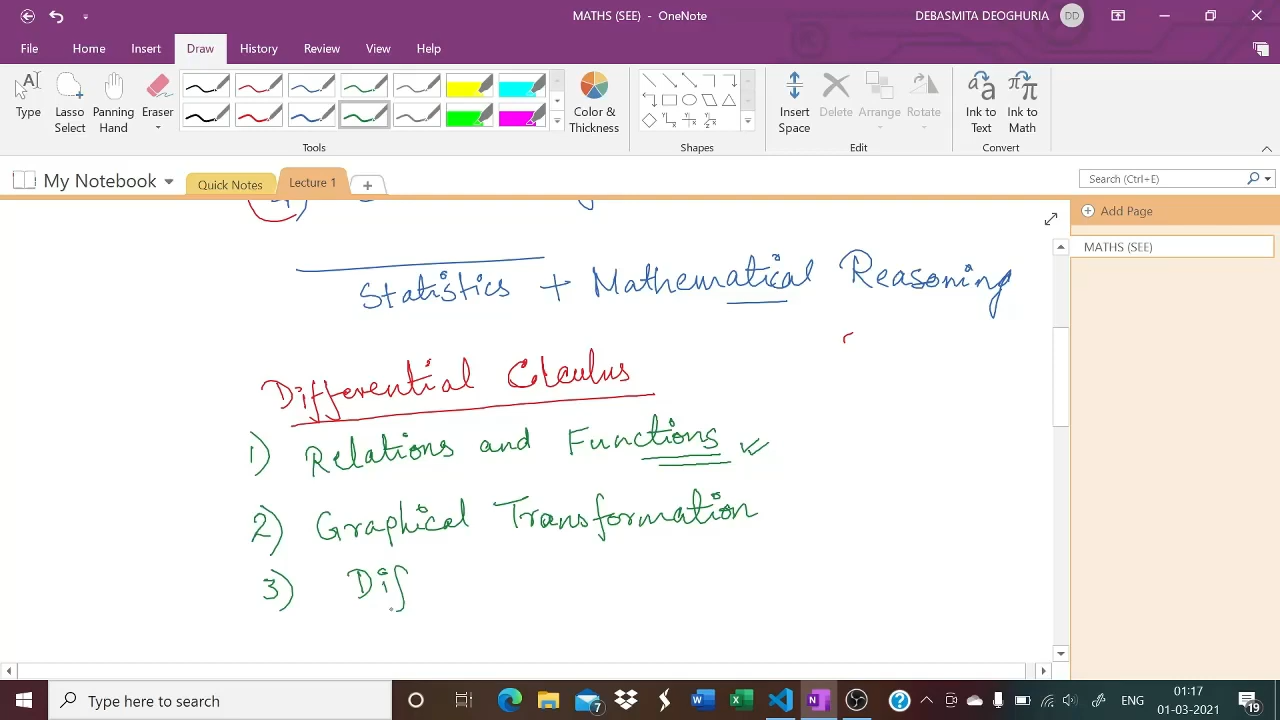 MATHS (SEE) - OneNote
DEBASMITA DEOGHURIA DD
File Home Insert Draw History Review View Help
Type Lasso Select Panning Hand Eraser Color & Thickness Insert Space Delete Arrange Rotate Ink to Text Ink to Math
Tools Shapes Edit Convert
My Notebook Quick Notes Lecture 1 Search (Ctrl+E)
Add Page
MATHS (SEE)
Statistics + Mathematical Reasoning
Differential Calculus
1) Relations and Functions
2) Graphical Transformation
3) Dif
Type here to search
7
ENG
01:17
01-03-2021
19